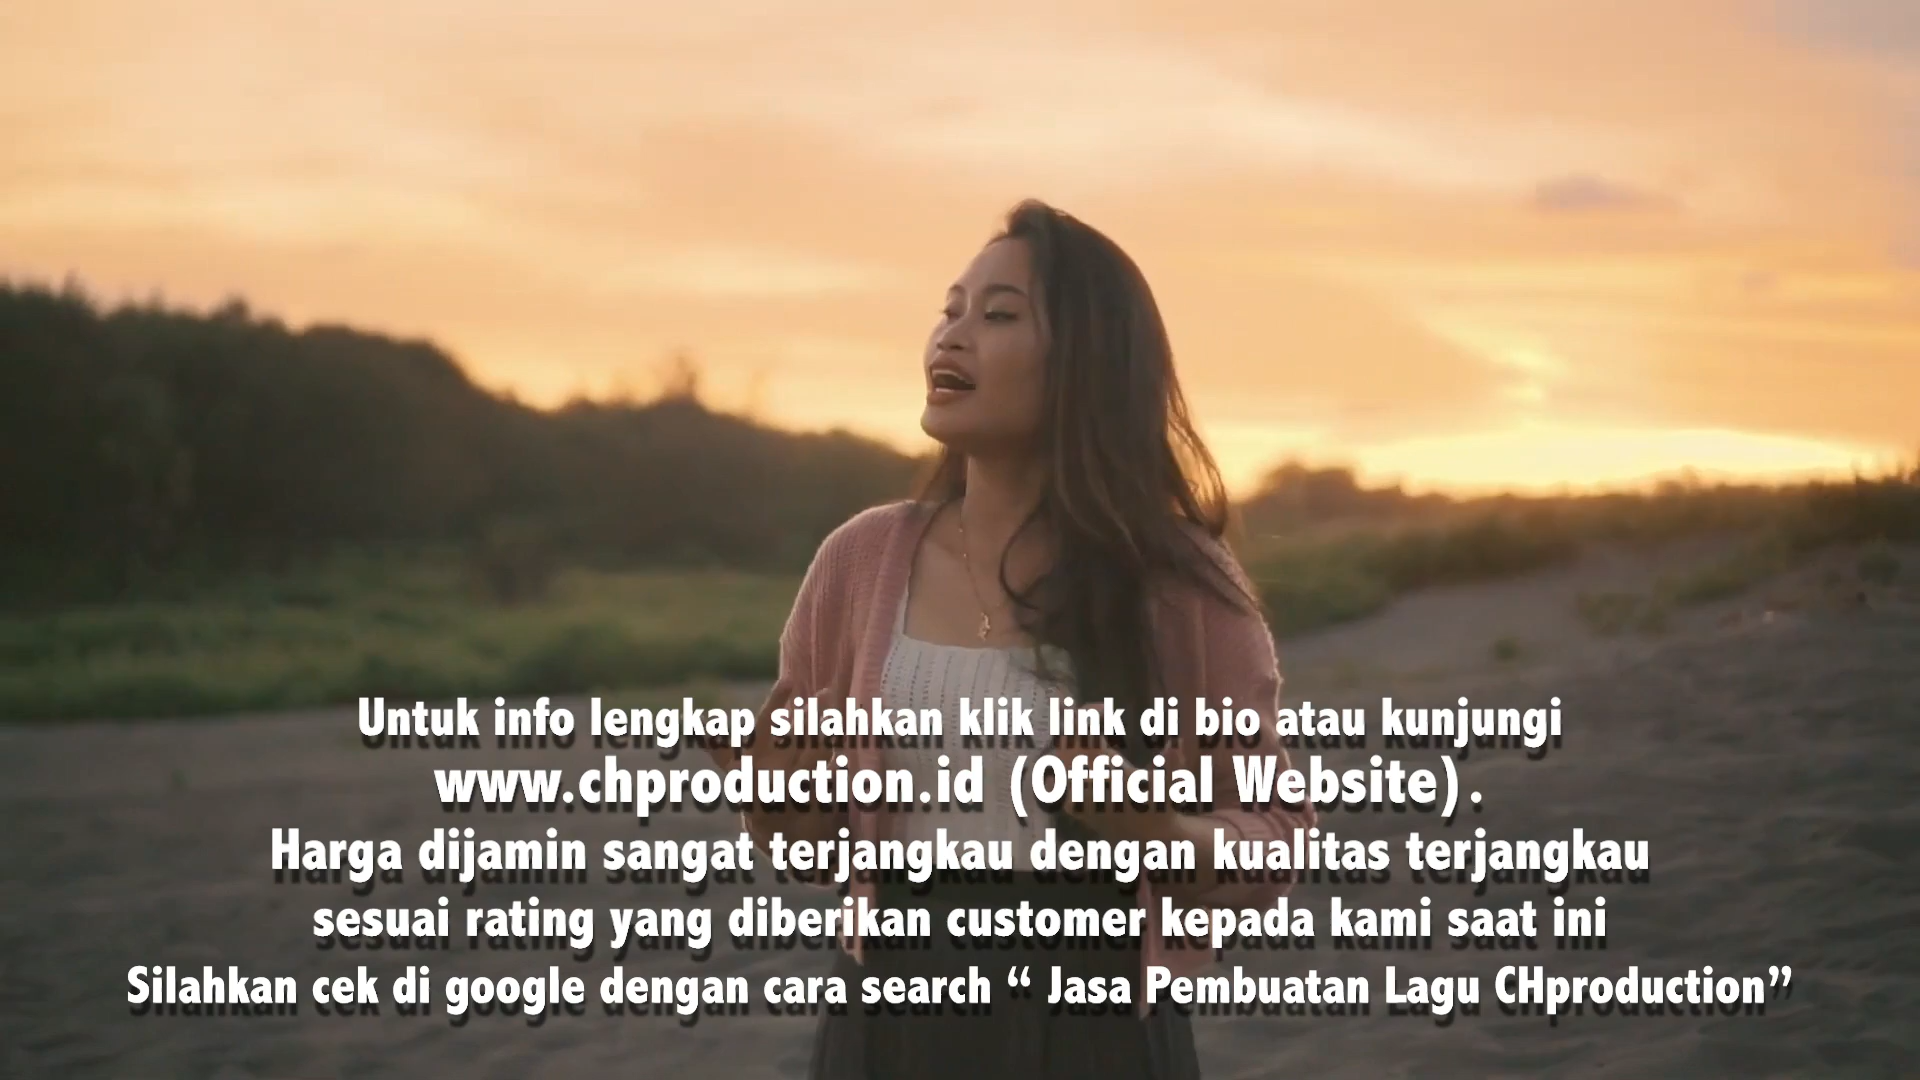 Untuk info lengkap silahkan klik link di bio atau kunjungi
www.chproduction.id (Official Website).
Harga dijamin sangat terjangkau dengan kualitas terjangkau
sesuai rating yang diberikan customer kepada kami saat ini
Silahkan cek di google dengan cara search “ Jasa Pembuatan Lagu CHproduction”